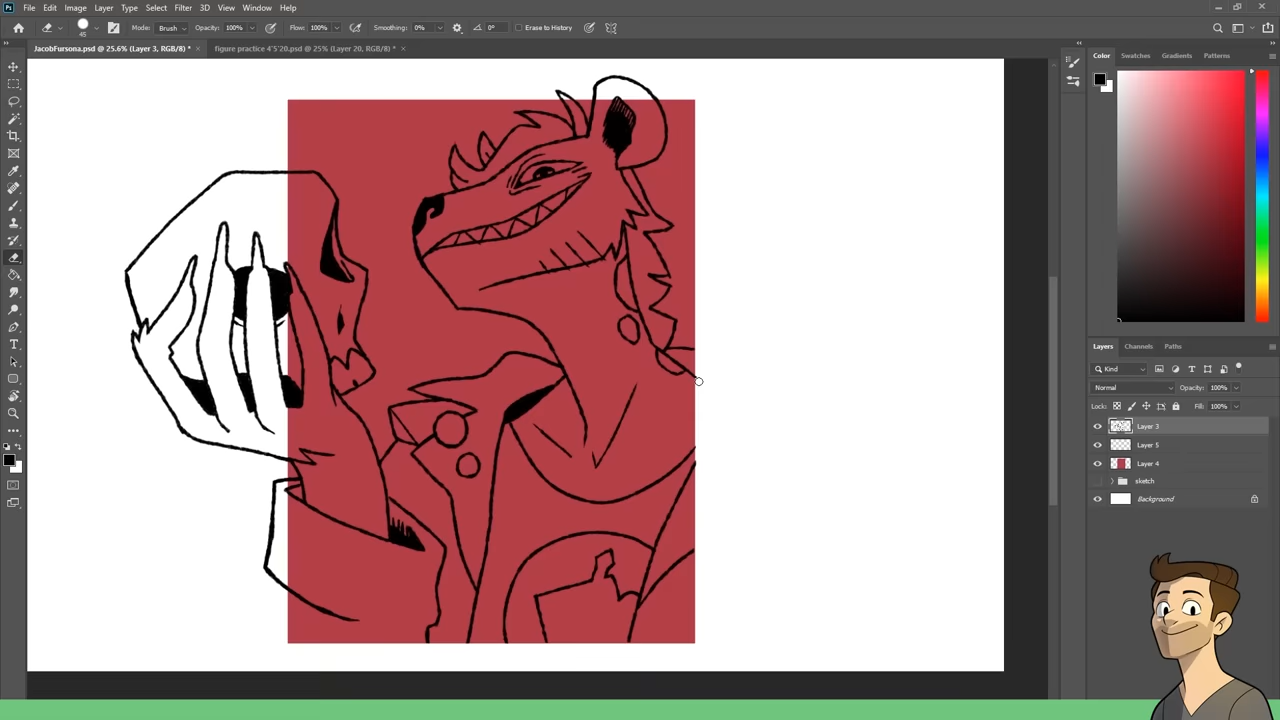 Ps File Edit Image Layer Type Select Filter 3D View Window Help
45 Mode: Brush Opacity: 100% Flow: 100% Smoothing: 0% 0° Erase to History
JacobFursona.psd @ 25.6% (Layer 3, RGB/8) * × figure practice 4'5'20.psd @ 25% (Layer 20, RGB/8) * ×
Color Swatches Gradients Patterns
Layers Channels Paths
Kind
Normal Opacity: 100%
Lock: Fill: 100%
Layer 3
Layer 5
Layer 4
sketch
Background